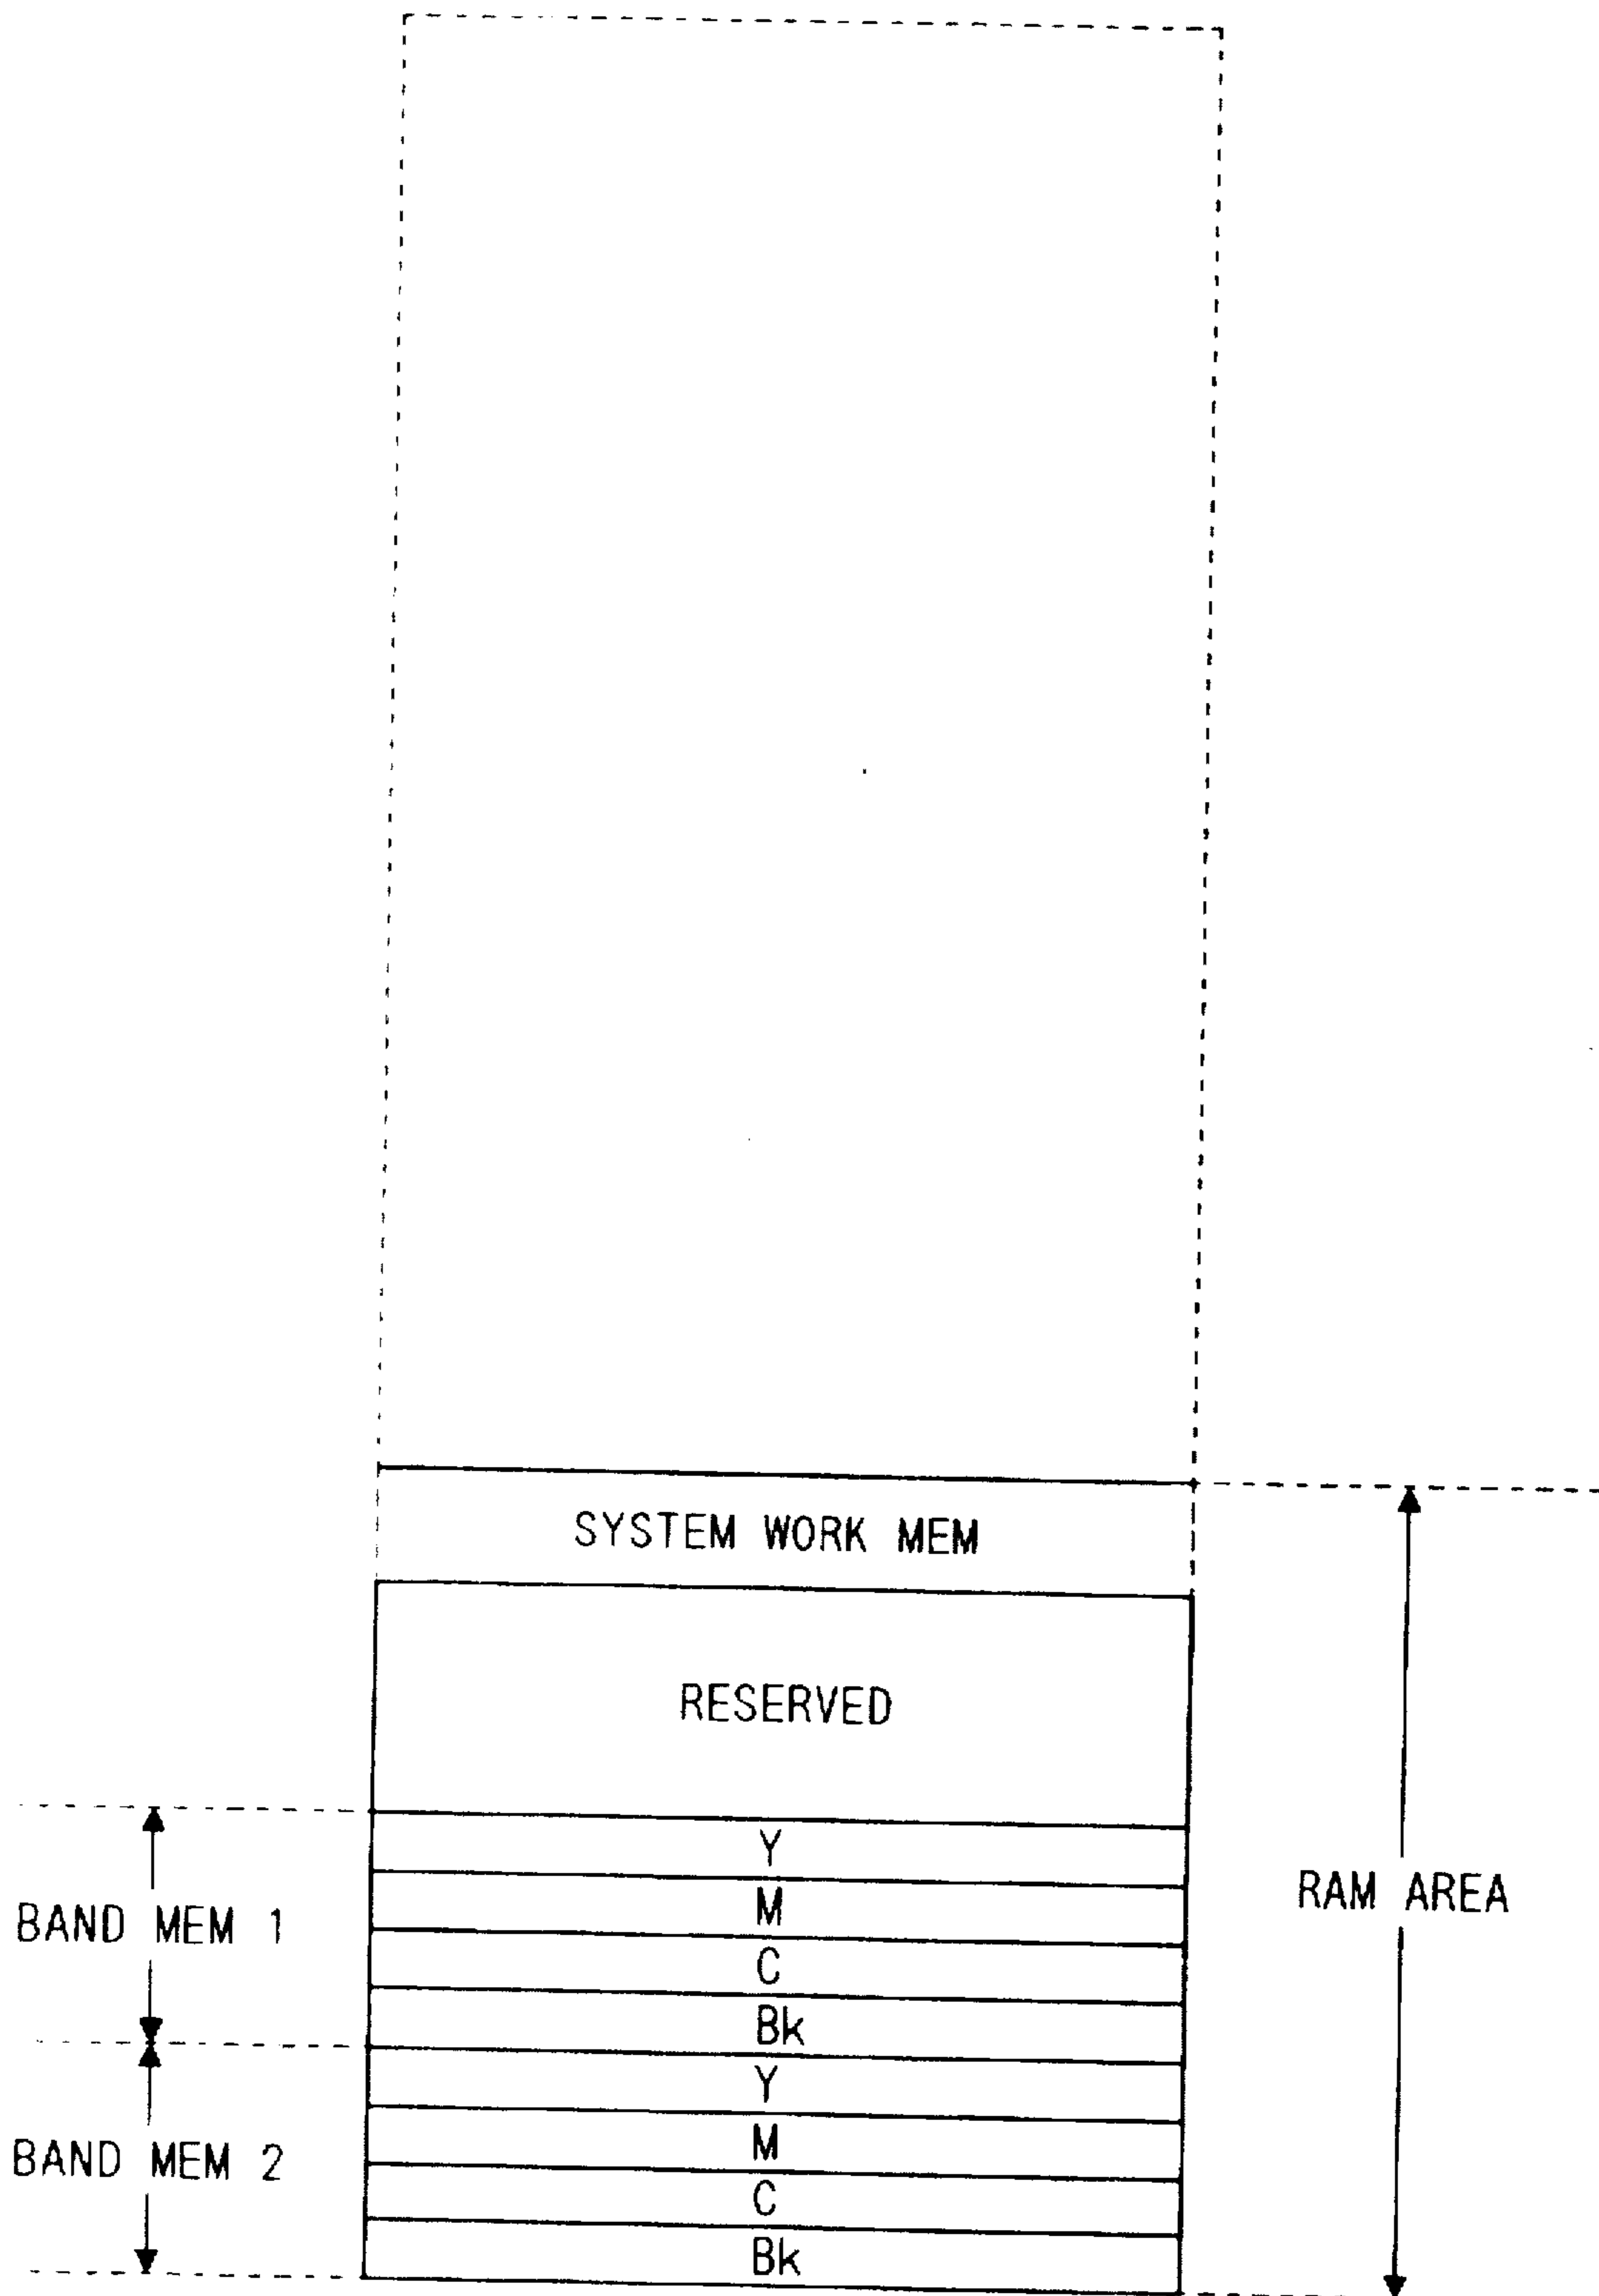 SYSTEM WORK MEM
RESERVED
Y
M
C
Bk
Y
M
C
Bk
BAND MEM 1
BAND MEM 2
RAM AREA